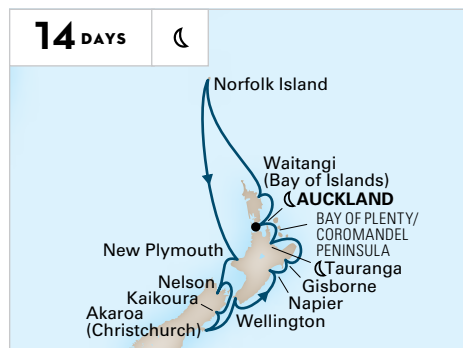 14 DAYS
Norfolk Island
Waitangi
(Bay of Islands)
AUCKLAND
BAY OF PLENTY/
COROMANDEL
PENINSULA
New Plymouth
Tauranga
Nelson
Gisborne
Kaikoura
Napier
Akaroa
(Christchurch)
Wellington